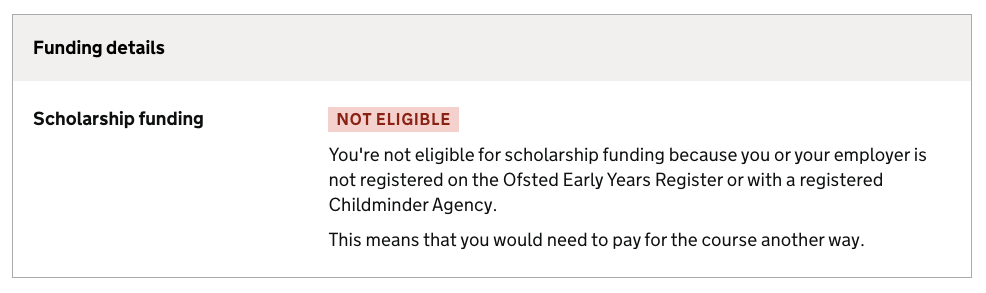 Funding details
Scholarship funding
NOT ELIGIBLE
You're not eligible for scholarship funding because you or your employer is
not registered on the Ofsted Early Years Register or with a registered
Childminder Agency.
This means that you would need to pay for the course another way.